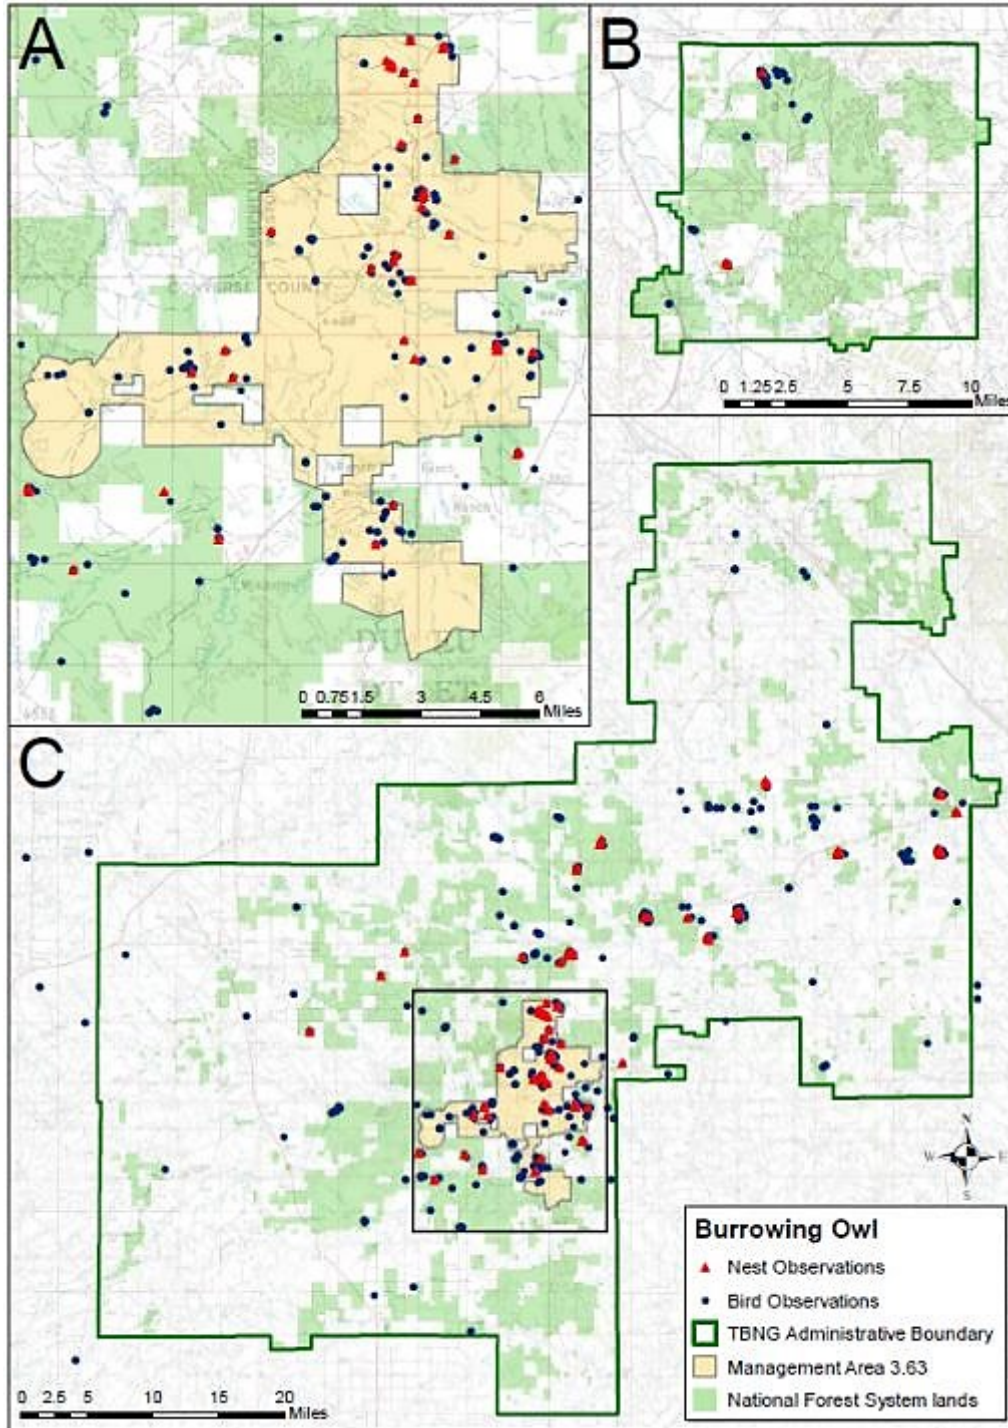 A
B
CONVERSE COUNTY
0 1.25 2.5 5 7.5 10
Miles
0 0.75 1.5 3 4.5 6
Miles
C
N
W E
S
Burrowing Owl
Nest Observations
Bird Observations
TBNG Administrative Boundary
Management Area 3.63
National Forest System lands
0 2.5 5 10 15 20
Miles